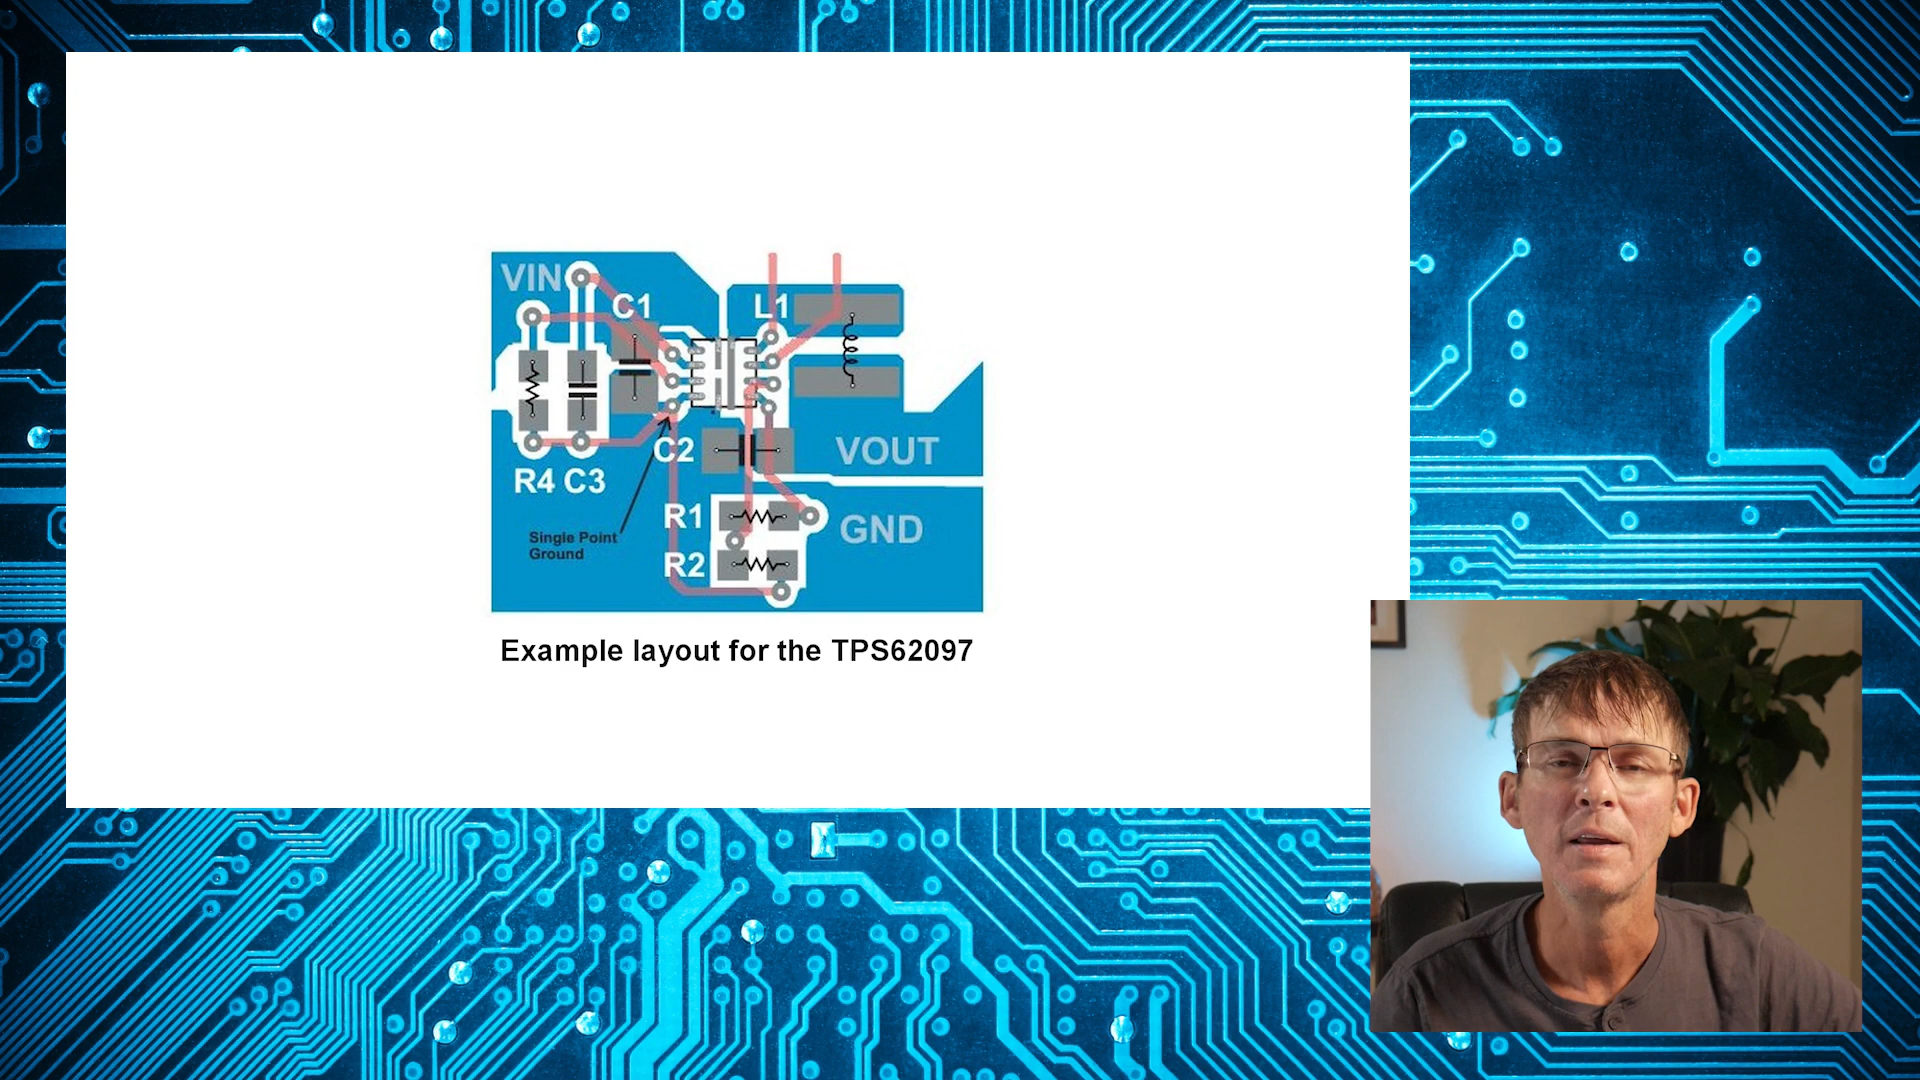 VIN
C1
L1
C2
VOUT
R4 C3
R1
GND
Single Point
Ground
R2
Example layout for the TPS62097